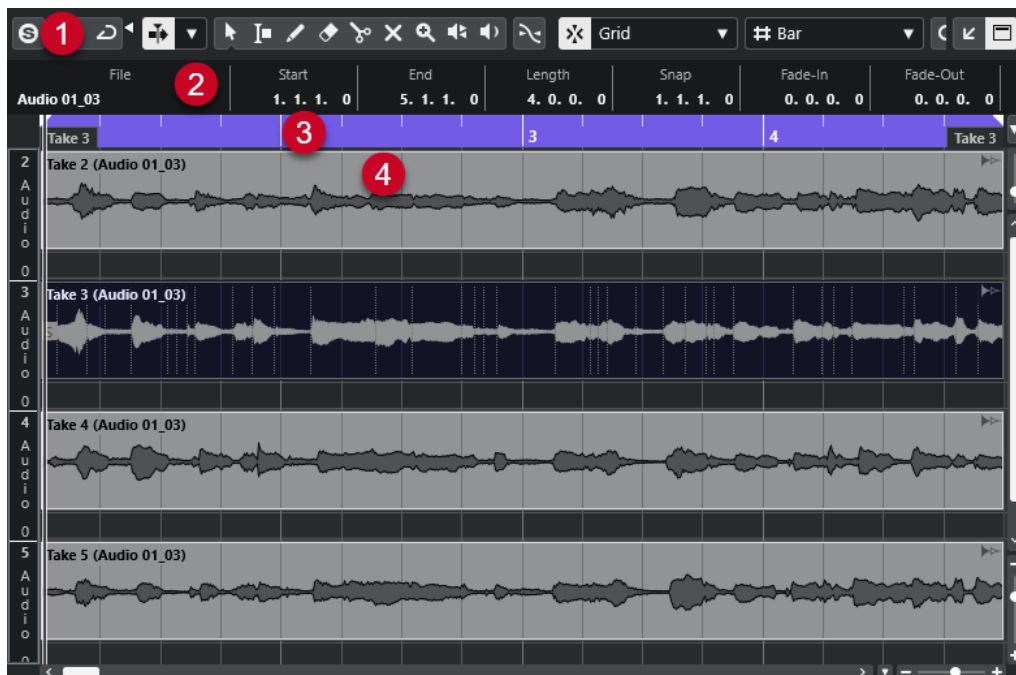 S 1 Grid # Bar
File Start End Length Snap Fade-In Fade-Out
Audio 01_03 2 1. 1. 1. 0 5. 1. 1. 0 4. 0. 0. 0 1. 1. 1. 0 0. 0. 0. 0 0. 0. 0. 0
Take 3 3 3 4 Take 3
2 Take 2 (Audio 01_03) 4
Audio
0
3 Take 3 (Audio 01_03)
Audio
0
4 Take 4 (Audio 01_03)
Audio
0
5 Take 5 (Audio 01_03)
Audio